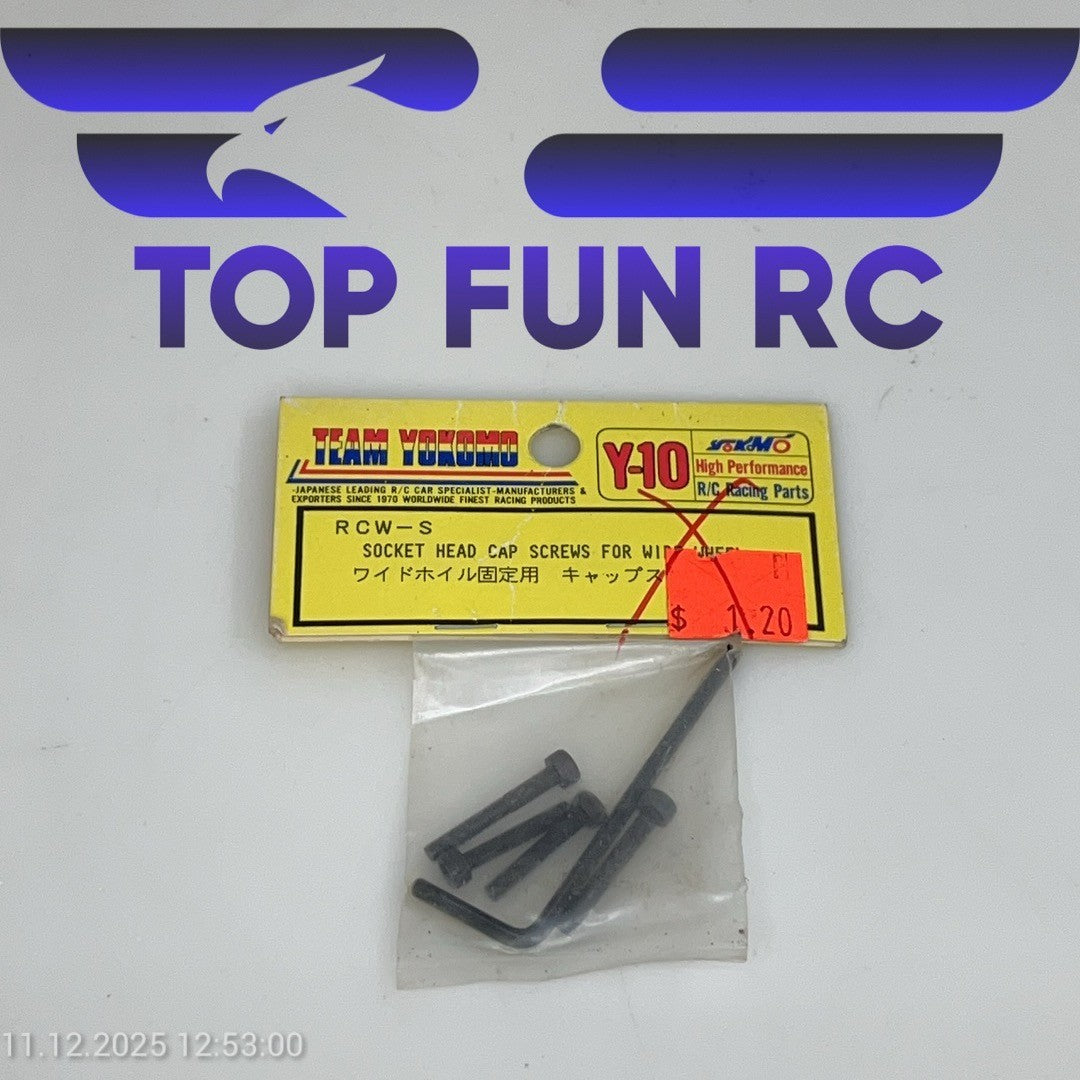 TOP FUN RC
TEAM YOKOMO
-JAPANESE LEADING R/C CAR SPECIALIST-MANUFACTURERS &
EXPORTERS SINCE 1970 WORLDWIDE FINEST RACING PRODUCTS
Y-10
YOKOMO
High Performance
R/C Racing Parts
RCW-S
SOCKET HEAD CAP SCREWS FOR WIDE WHEEL
ワイドホイル固定用 キャップス
$ 1.20
11.12.2025 12:53:00